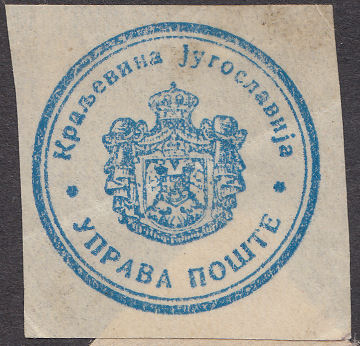 Краљевина Југославија
УПРАВА ПОШТЕ